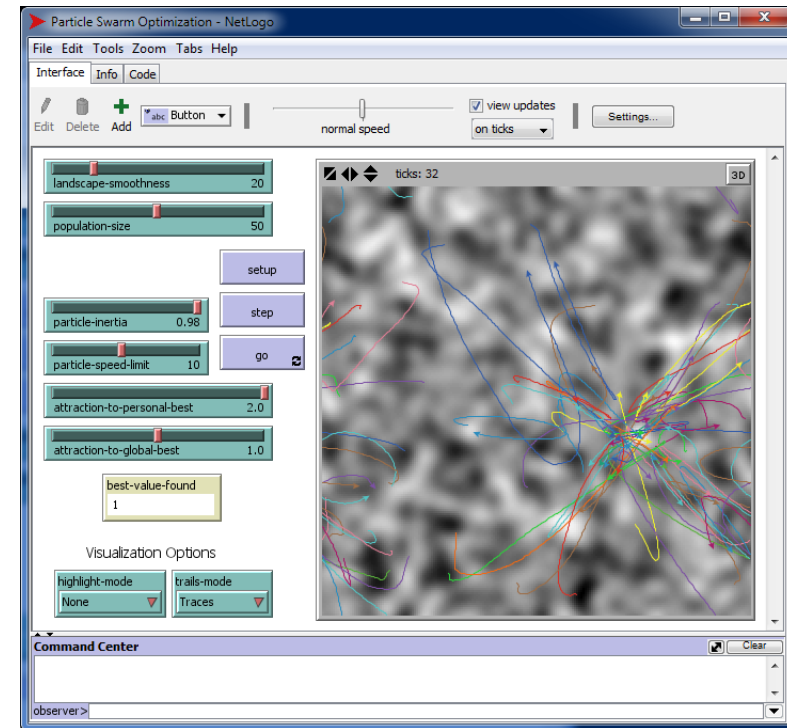 Particle Swarm Optimization - NetLogo
File Edit Tools Zoom Tabs Help
Interface Info Code
Edit Delete Add abc Button normal speed view updates on ticks Settings...
landscape-smoothness 20
population-size 50
setup
particle-inertia 0.98
step
particle-speed-limit 10
go
attraction-to-personal-best 2.0
attraction-to-global-best 1.0
best-value-found
1
Visualization Options
highlight-mode
None
trails-mode
Traces
ticks: 32 3D
Command Center Clear
observer>